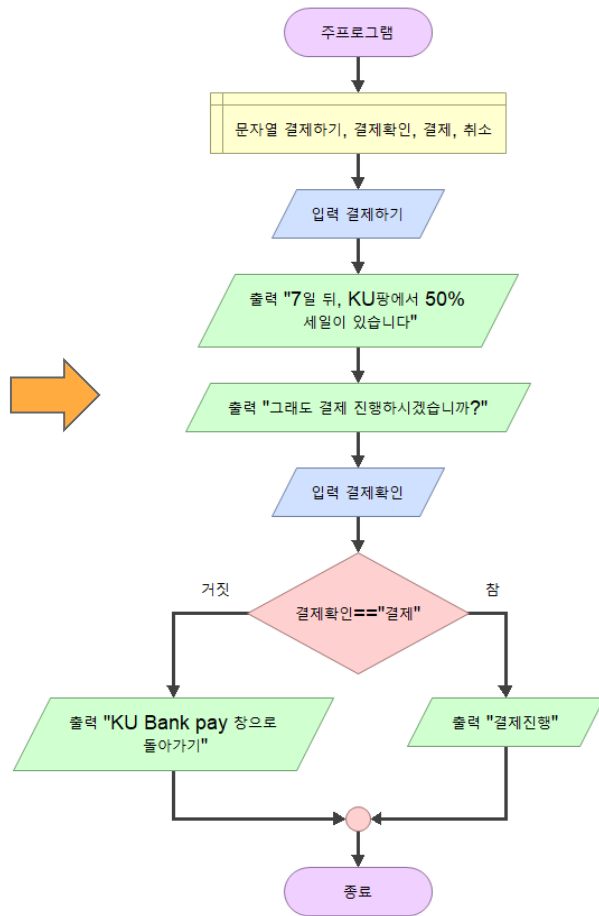 주프로그램
문자열 결제하기, 결제확인, 결제, 취소
입력 결제하기
출력 "7일 뒤, KU팡에서 50%
세일이 있습니다"
출력 "그래도 결제 진행하시겠습니까?"
입력 결제확인
거짓
참
결제확인=="결제"
출력 "KU Bank pay 창으로
돌아가기"
출력 "결제진행"
종료